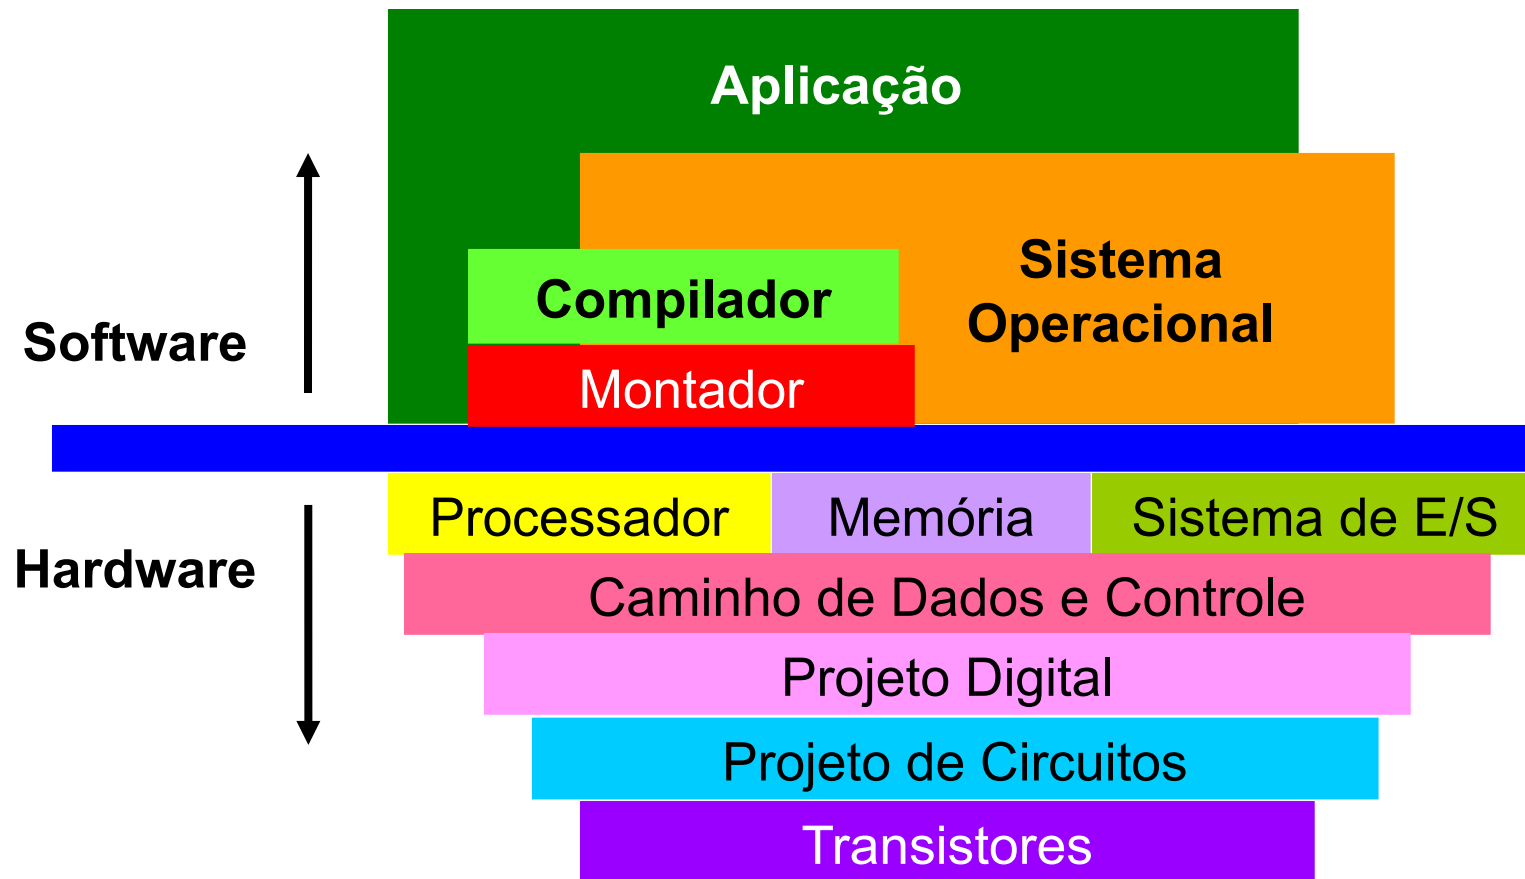 Aplicação
Sistema
Operacional
Compilador
Software
Montador
Processador
Memória
Sistema de E/S
Hardware
Caminho de Dados e Controle
Projeto Digital
Projeto de Circuitos
Transistores